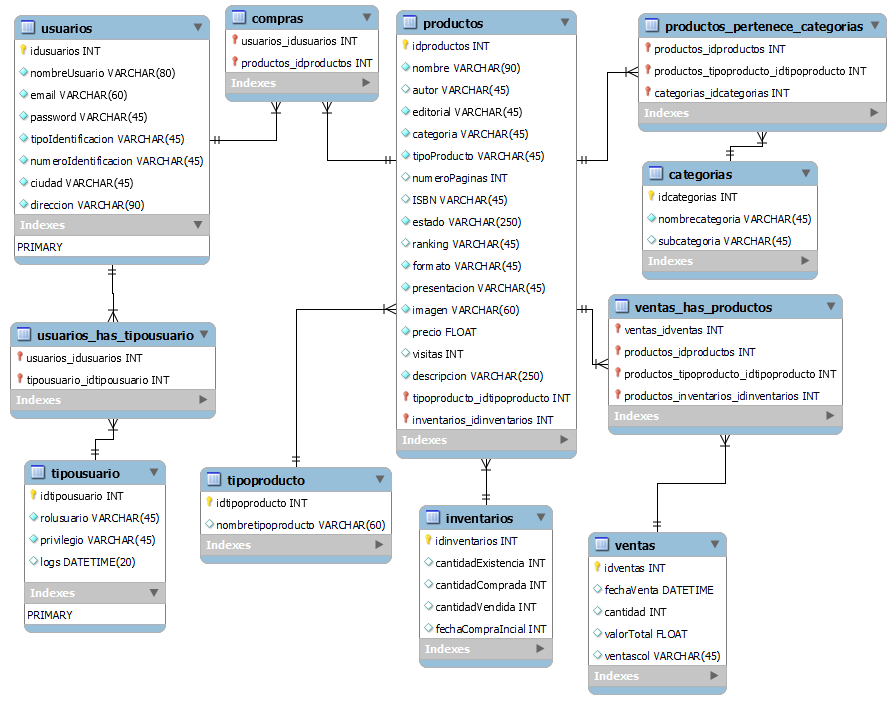 usuarios
idusuarios INT
nombreUsuario VARCHAR(80)
email VARCHAR(60)
password VARCHAR(45)
tipoIdentificacion VARCHAR(45)
numeroIdentificacion VARCHAR(45)
ciudad VARCHAR(45)
direccion VARCHAR(90)
Indexes
PRIMARY
compras
usuarios_idusuarios INT
productos_idproductos INT
Indexes
productos
idproductos INT
nombre VARCHAR(90)
autor VARCHAR(45)
editorial VARCHAR(45)
categoria VARCHAR(45)
tipoProducto VARCHAR(45)
numeroPaginas INT
ISBN VARCHAR(45)
estado VARCHAR(250)
ranking VARCHAR(45)
formato VARCHAR(45)
presentacion VARCHAR(45)
imagen VARCHAR(60)
precio FLOAT
visitas INT
descripcion VARCHAR(250)
tipoproducto_idtipoproducto INT
inventarios_idinventarios INT
Indexes
productos_pertenece_categorias
productos_idproductos INT
productos_tipoproducto_idtipoproducto INT
categorias_idcategorias INT
Indexes
categorias
idcategorias INT
nombrecategoria VARCHAR(45)
subcategoria VARCHAR(45)
Indexes
ventas_has_productos
ventas_idventas INT
productos_idproductos INT
productos_tipoproducto_idtipoproducto INT
productos_inventarios_idinventarios INT
Indexes
usuarios_has_tipousuario
usuarios_idusuarios INT
tipousuario_idtipousuario INT
Indexes
tipousuario
idtipousuario INT
rolusuario VARCHAR(45)
privilegio VARCHAR(45)
logs DATETIME(20)
Indexes
PRIMARY
tipoproducto
idtipoproducto INT
nombretipoproducto VARCHAR(60)
Indexes
inventarios
idinventarios INT
cantidadExistencia INT
cantidadComprada INT
cantidadVendida INT
fechaCompraIncial INT
Indexes
ventas
idventas INT
fechaVenta DATETIME
cantidad INT
valorTotal FLOAT
ventascol VARCHAR(45)
Indexes